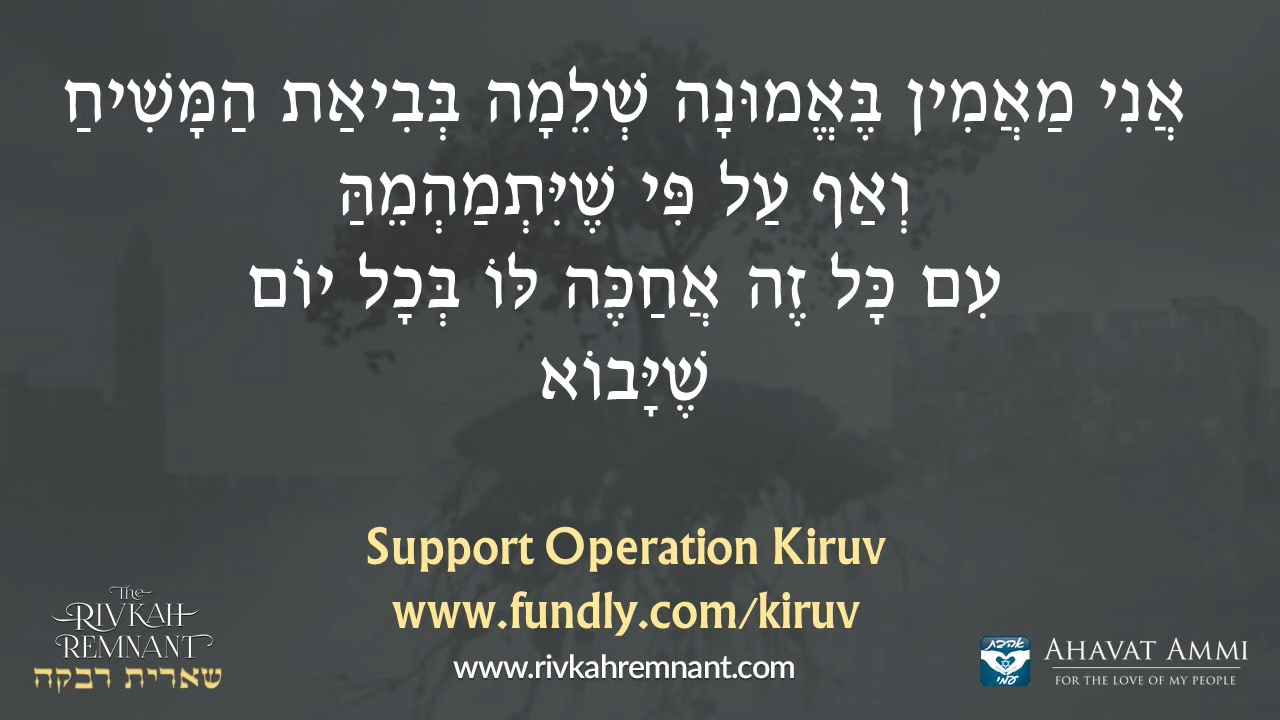 אֲנִי מַאֲמִין בֶּאֱמוּנָה שְׁלֵמָה בְּבִיאַת הַמָּשִׁיחַ
וְאַף עַל פִּי שֶׁיִּתְמַהְמֵהַּ
עִם כָּל זֶה אֲחַכֶּה לּוֹ בְּכָל יוֹם
שֶׁיָּבוֹא
Support Operation Kiruv
www.fundly.com/kiruv
www.rivkahremnant.com
The
RIVKAH
REMNANT
שארית רבקה
אהבת
עמי
AHAVAT AMMI
FOR THE LOVE OF MY PEOPLE